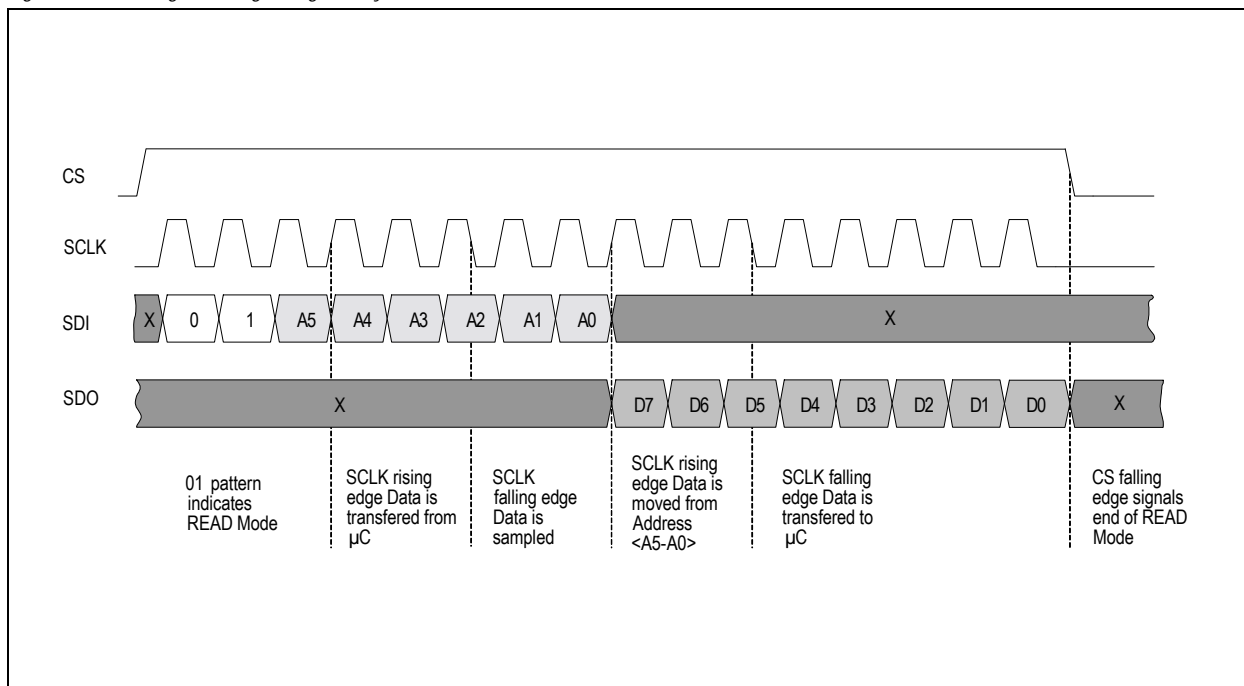 CS
SCLK
SDI X 0 1 A5 A4 A3 A2 A1 A0 X
SDO X D7 D6 D5 D4 D3 D2 D1 D0 X
01 pattern
indicates
READ Mode
SCLK rising
edge Data is
transfered from
µC
SCLK
falling edge
Data is
sampled
SCLK rising
edge Data is
moved from
Address
<A5-A0>
SCLK falling
edge Data is
transfered to
µC
CS falling
edge signals
end of READ
Mode